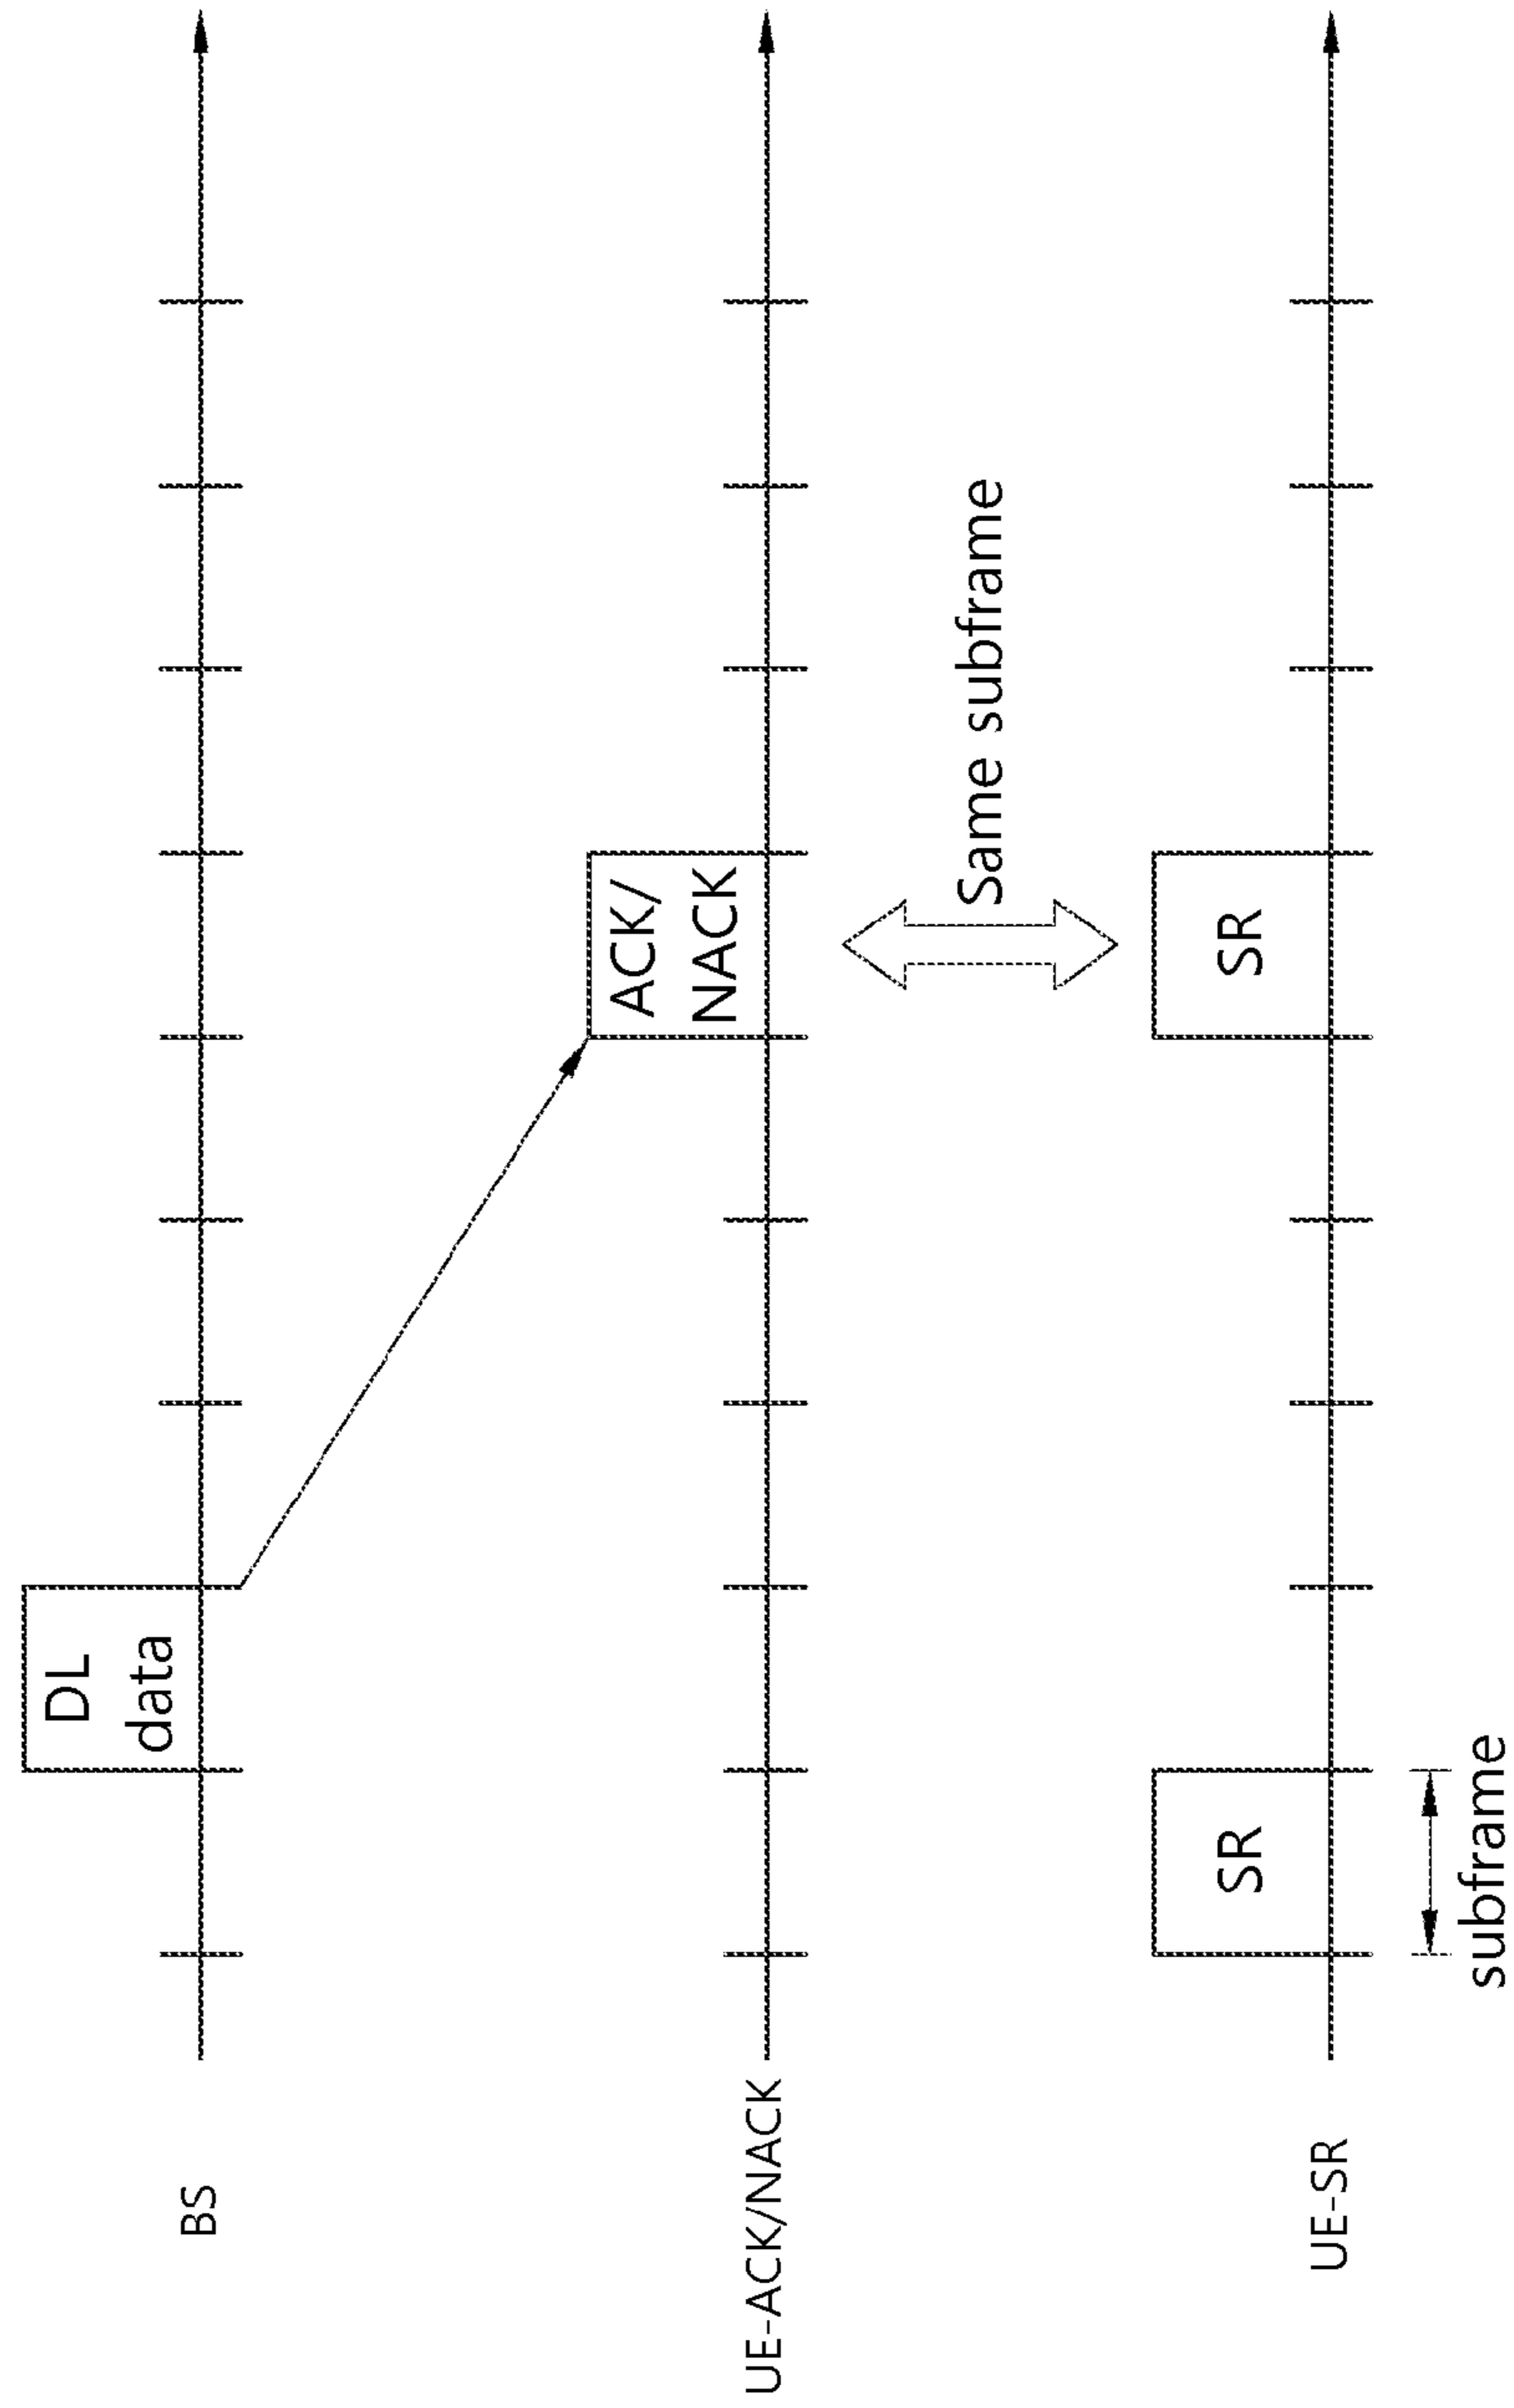 BS
DL
data
UE-ACK/NACK
ACK/
NACK
Same subframe
UE-SR
SR
SR
subframe